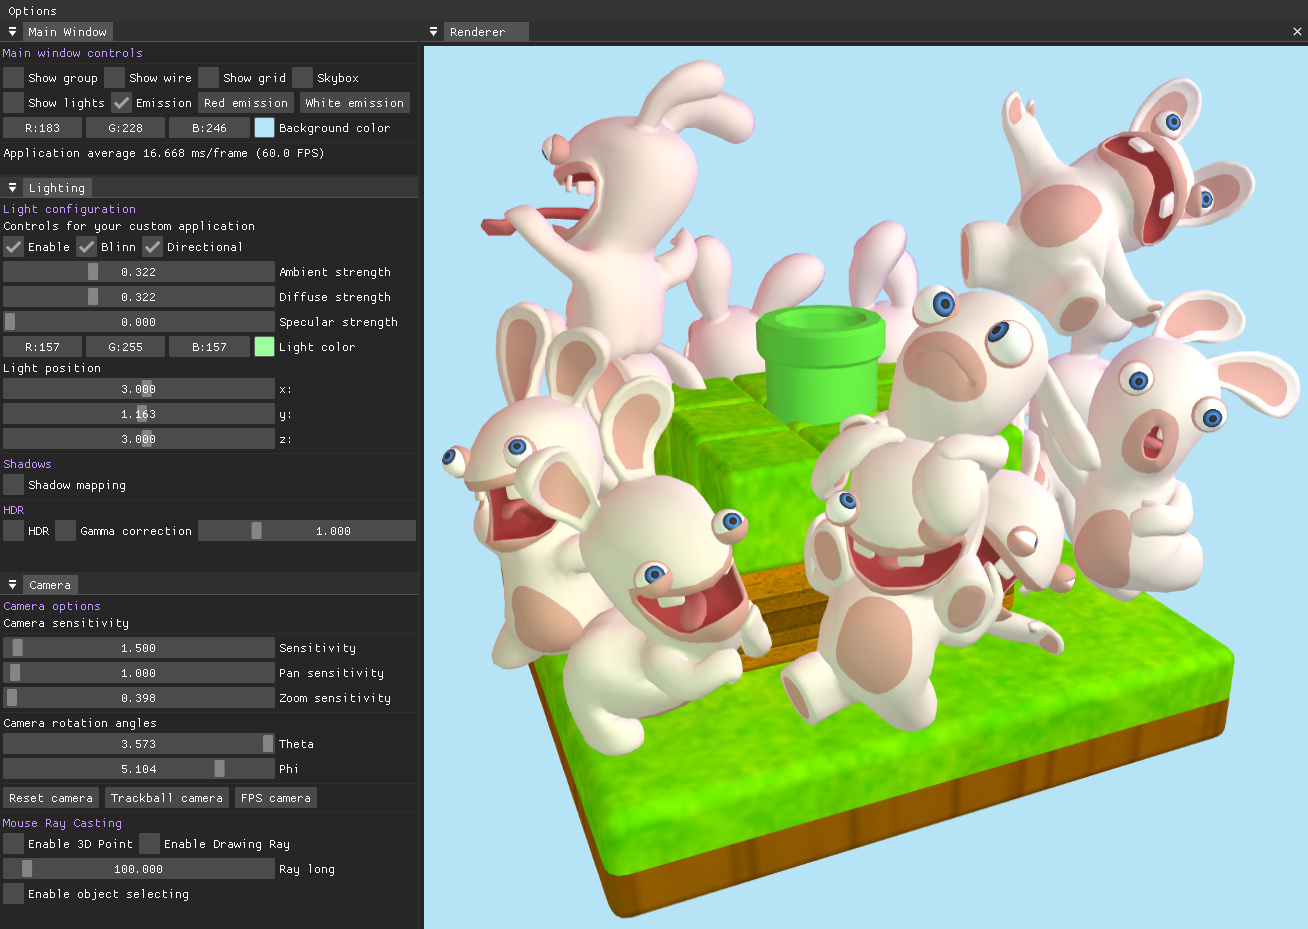 Options
Main Window
Main window controls
Show group Show wire Show grid Skybox
Show lights Emission Red emission White emission
R:183 G:228 B:246 Background color
Application average 16.668 ms/frame (60.0 FPS)
Lighting
Light configuration
Controls for your custom application
Enable Blinn Directional
0.322 Ambient strength
0.322 Diffuse strength
0.000 Specular strength
R:157 G:255 B:157 Light color
Light position
3.000 x:
1.163 y:
3.000 z:
Shadows
Shadow mapping
HDR
HDR Gamma correction 1.000
Camera
Camera options
Camera sensitivity
1.500 Sensitivity
1.000 Pan sensitivity
0.398 Zoom sensitivity
Camera rotation angles
3.573 Theta
5.104 Phi
Reset camera Trackball camera FPS camera
Mouse Ray Casting
Enable 3D Point Enable Drawing Ray
100.000 Ray long
Enable object selecting
Renderer